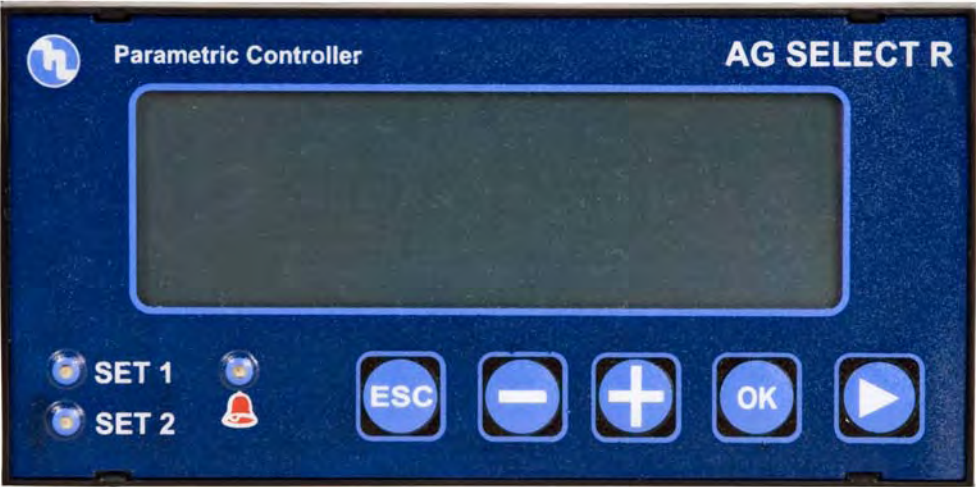 Parametric Controller
AG SELECT R
SET 1
SET 2
ESC
OK